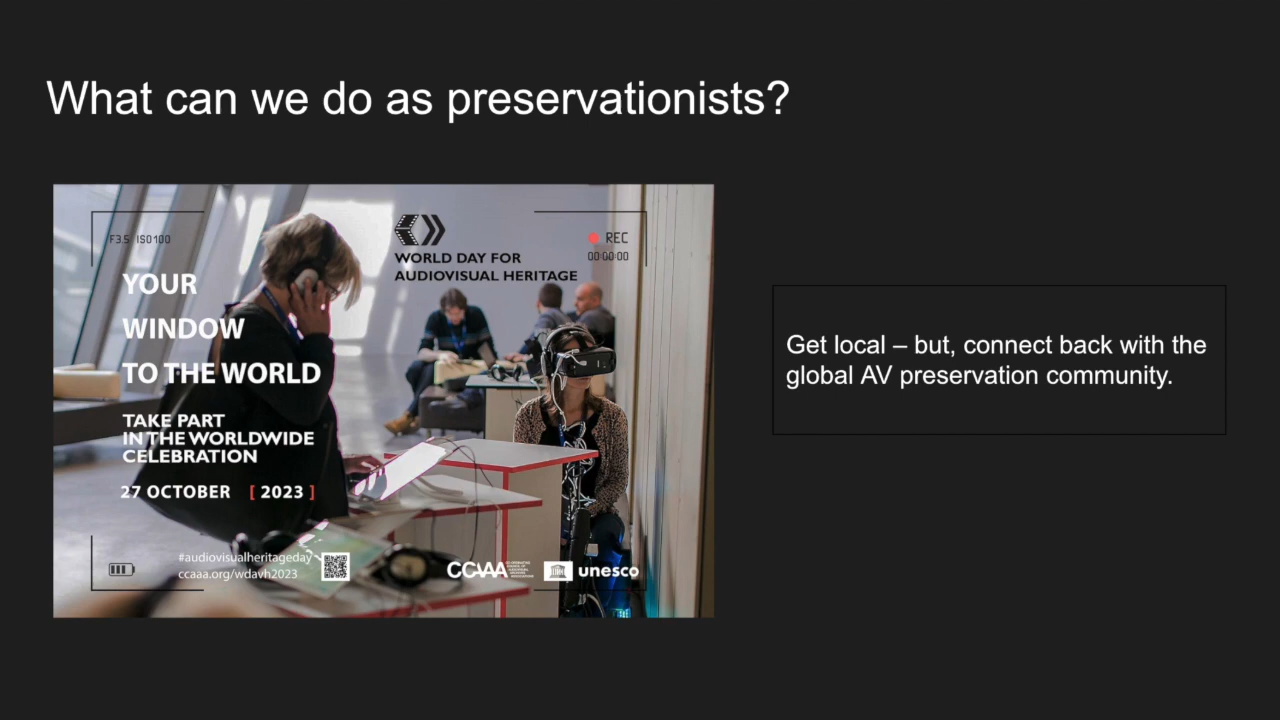 What can we do as preservationists?
F3.5 ISO100
WORLD DAY FOR
AUDIOVISUAL HERITAGE
REC
00:00:00
YOUR
WINDOW
TO THE WORLD
TAKE PART
IN THE WORLDWIDE
CELEBRATION
27 OCTOBER [ 2023 ]
#audiovisualheritageday
ccaaa.org/wdavh2023
CCAAA
unesco
Get local – but, connect back with the
global AV preservation community.